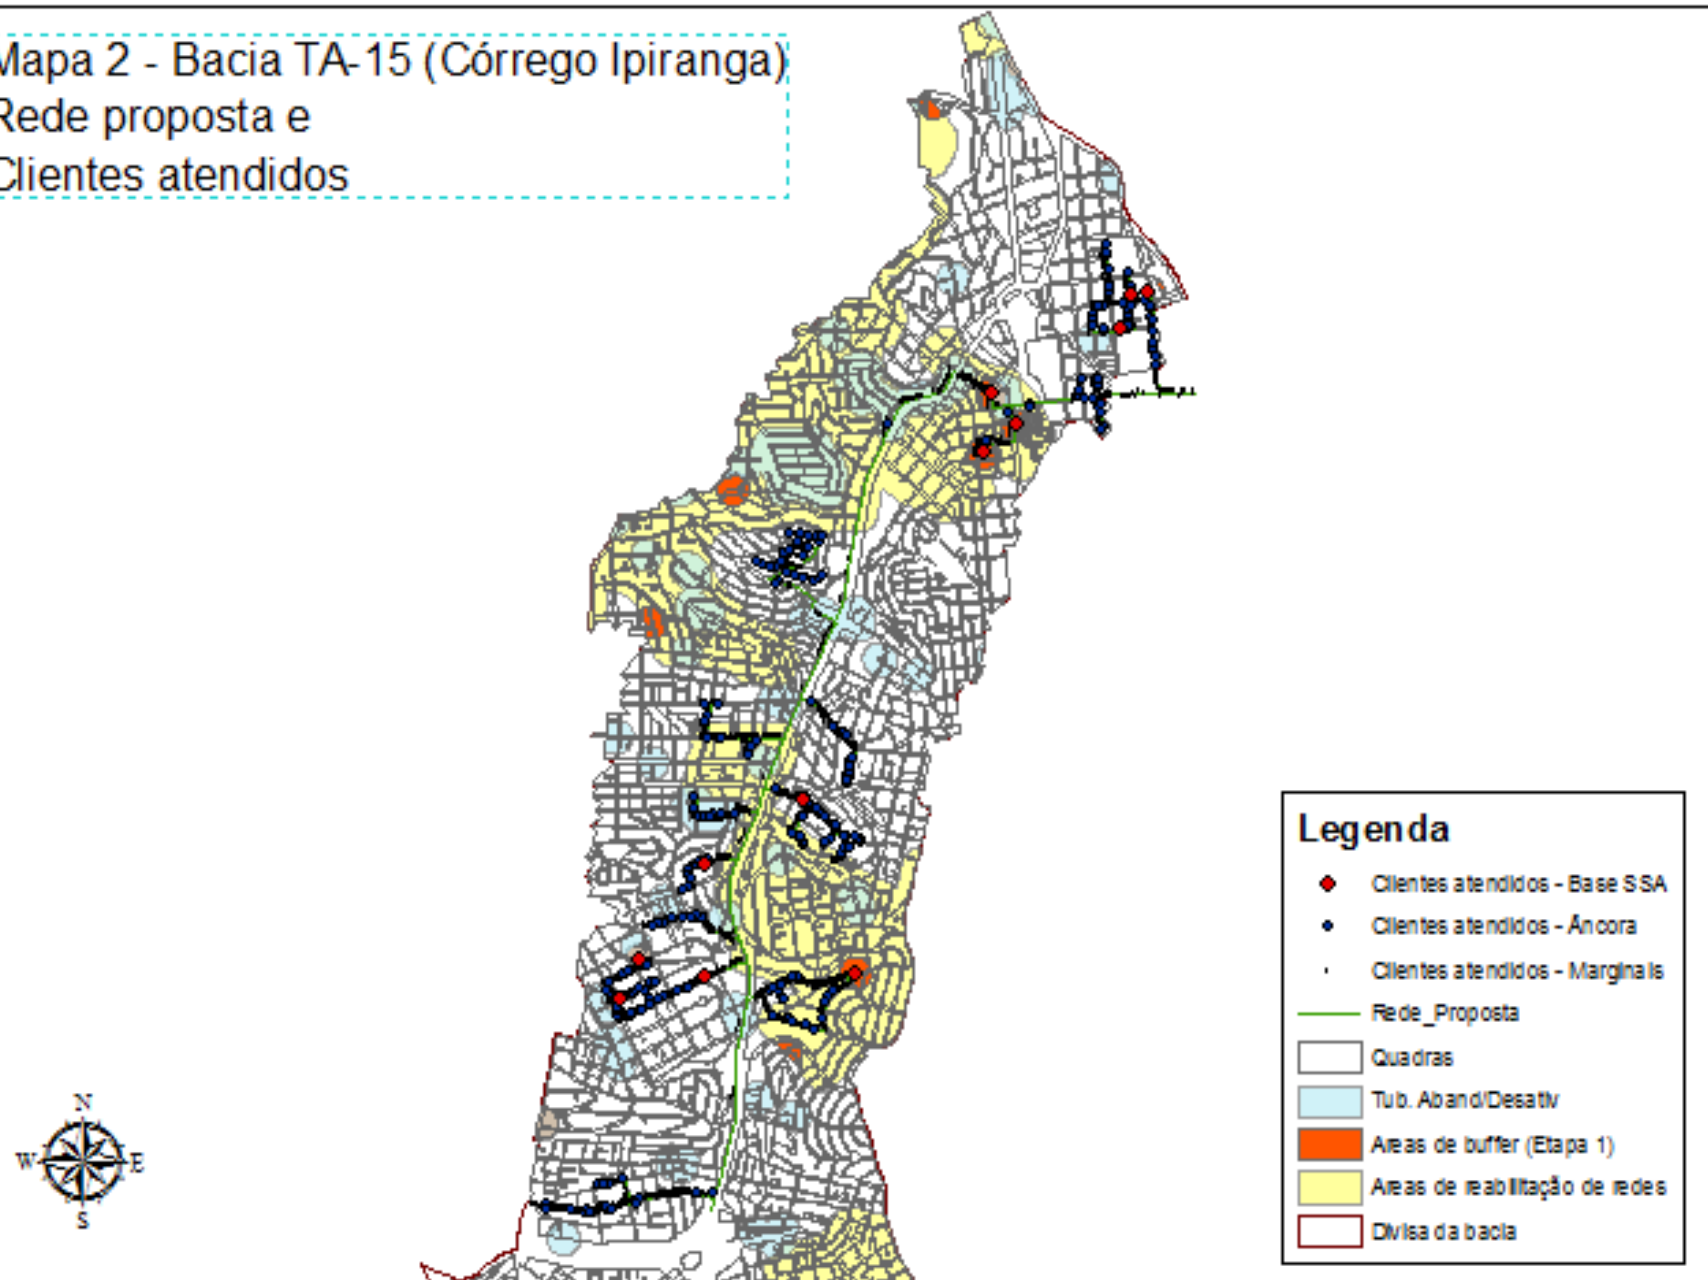 Mapa 2 - Bacia TA-15 (Córrego Ipiranga)
Rede proposta e
Clientes atendidos
Legenda
Clientes atendidos - Base SSA
Clientes atendidos - Âncora
Clientes atendidos - Marginais
Rede_Proposta
Quadras
Tub. Aband/Desativ
Areas de buffer (Etapa 1)
Areas de reabilitação de redes
Divisa da bacia
N
W
E
S